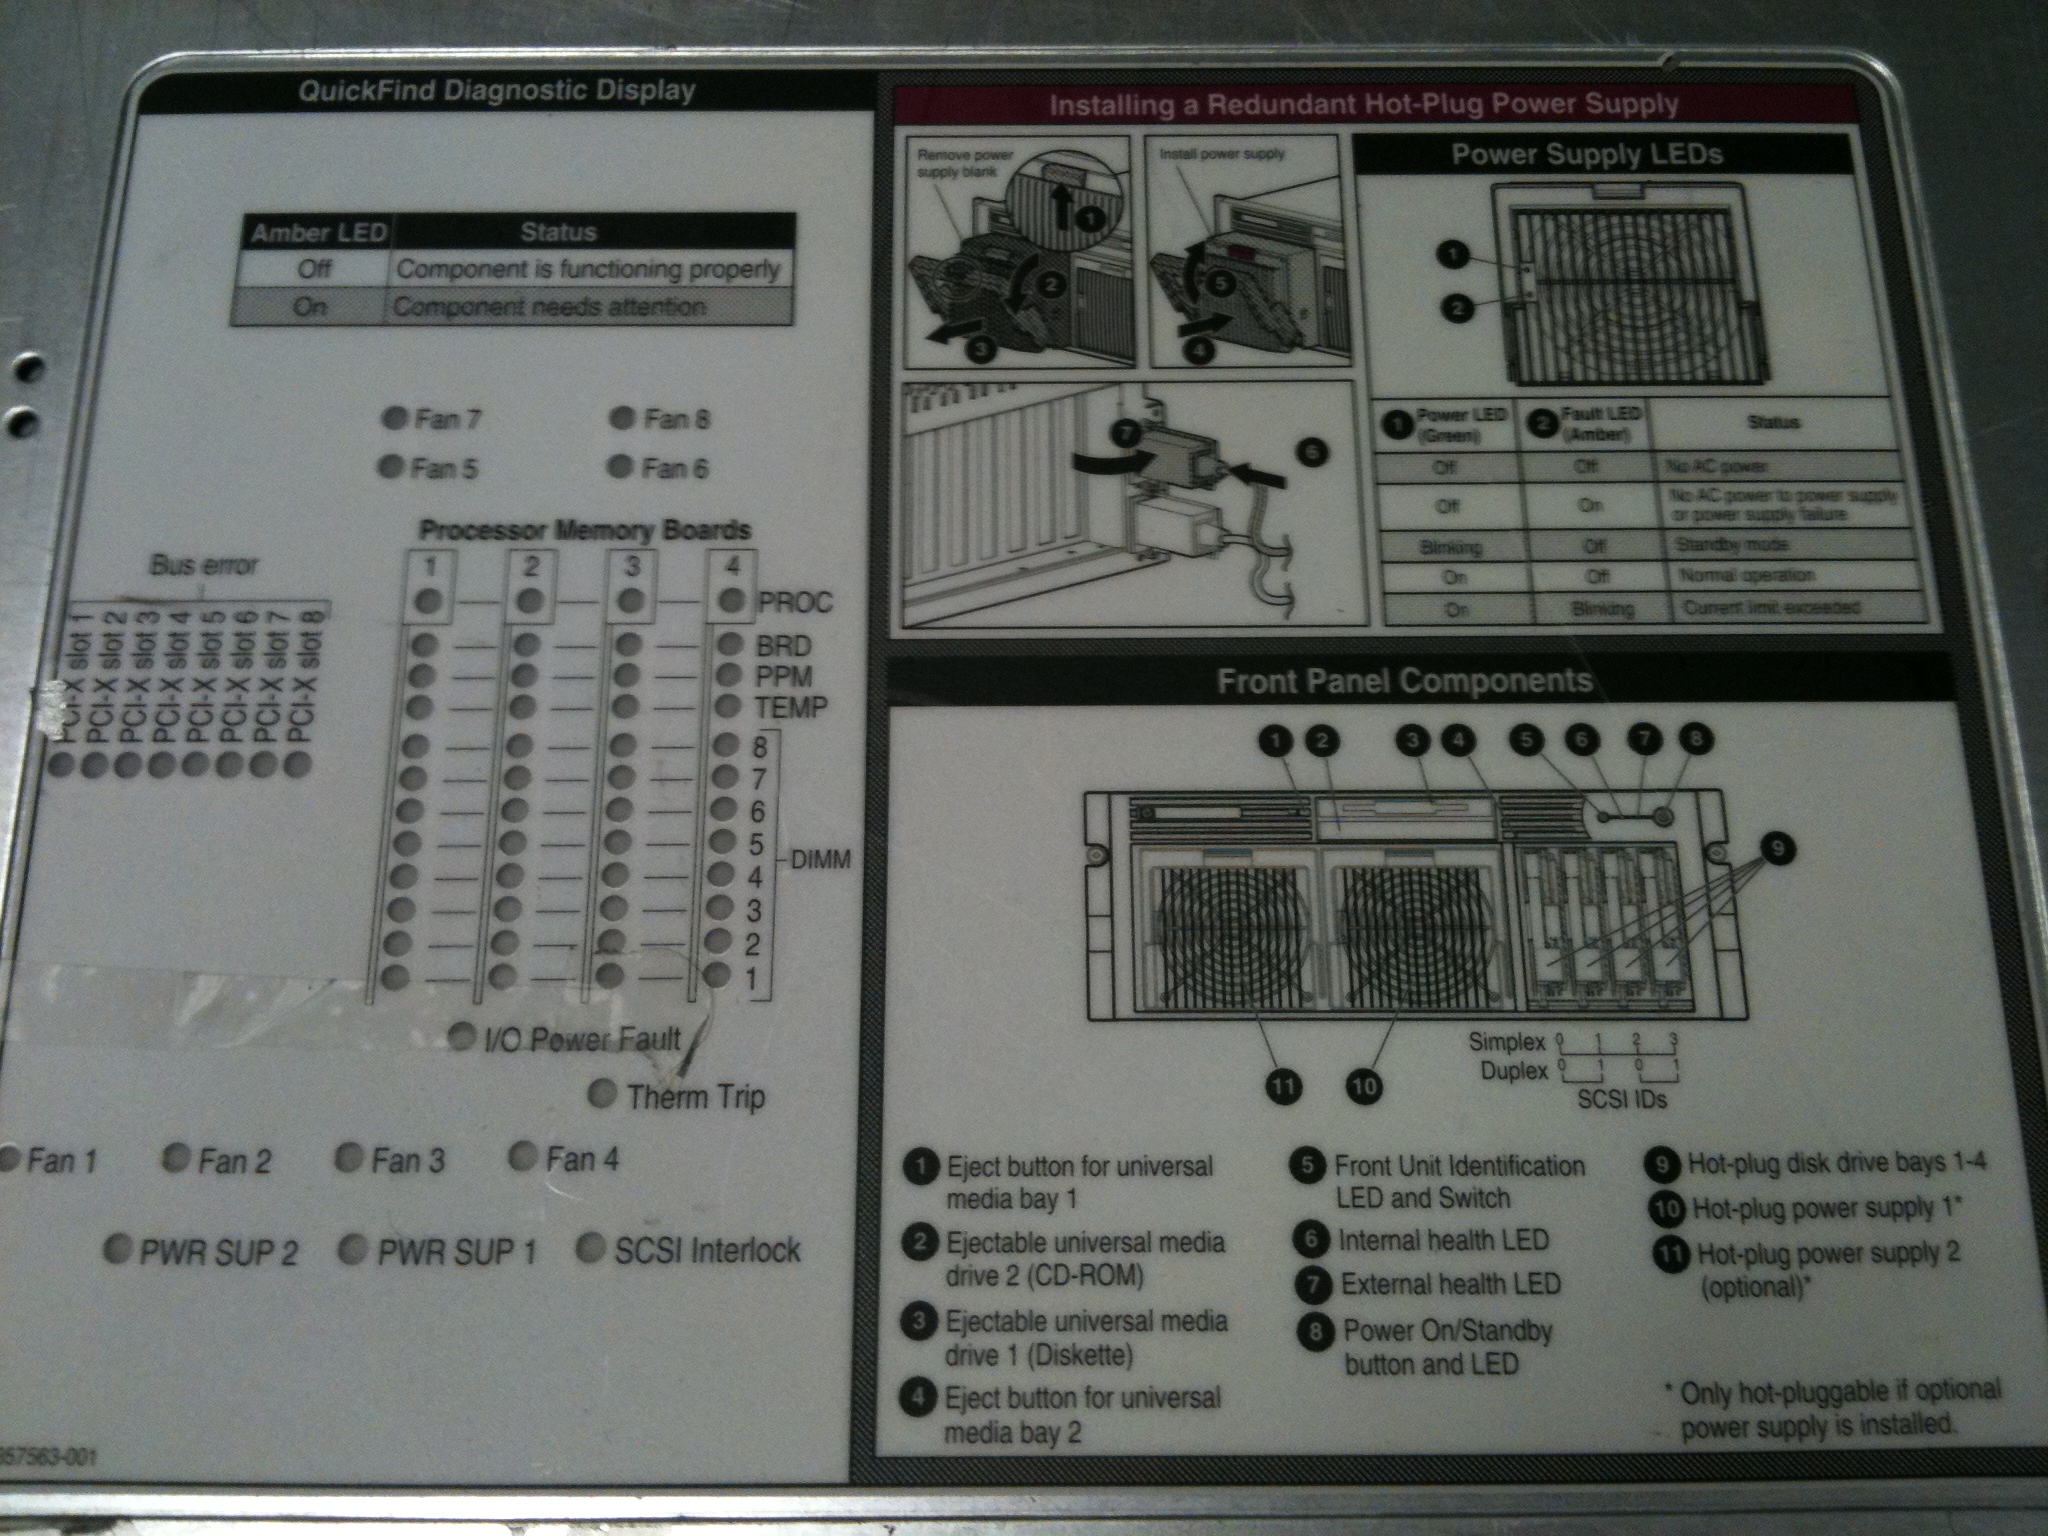 QuickFind Diagnostic Display
Amber LED Status
Off Component is functioning properly
On Component needs attention
Fan 7 Fan 8
Fan 5 Fan 6
Bus error
PCI-X slot 1
PCI-X slot 2
PCI-X slot 3
PCI-X slot 4
PCI-X slot 5
PCI-X slot 6
PCI-X slot 7
PCI-X slot 8
Processor Memory Boards
1 2 3 4
PROC
BRD
PPM
TEMP
8
7
6
5
4
3
2
1
DIMM
I/O Power Fault
Therm Trip
Fan 1 Fan 2 Fan 3 Fan 4
PWR SUP 2 PWR SUP 1 SCSI Interlock
Installing a Redundant Hot-Plug Power Supply
Remove power
supply blank
1
2
3
Install power supply
4
5
6
7
Power Supply LEDs
1
2
1 Power LED (Green) 2 Fault LED (Amber) Status
Off Off No AC power
Off On No AC power to power supply
or power supply failure
Blinking Off Standby mode
On Off Normal operation
On Blinking Current limit exceeded
Front Panel Components
1 2 3 4 5 6 7 8
9
11 10
Simplex 0 1 2 3
Duplex 0 1 0 1
SCSI IDs
1 Eject button for universal
media bay 1
2 Ejectable universal media
drive 2 (CD-ROM)
3 Ejectable universal media
drive 1 (Diskette)
4 Eject button for universal
media bay 2
5 Front Unit Identification
LED and Switch
6 Internal health LED
7 External health LED
8 Power On/Standby
button and LED
9 Hot-plug disk drive bays 1-4
10 Hot-plug power supply 1*
11 Hot-plug power supply 2
(optional)*
* Only hot-pluggable if optional
power supply is installed.